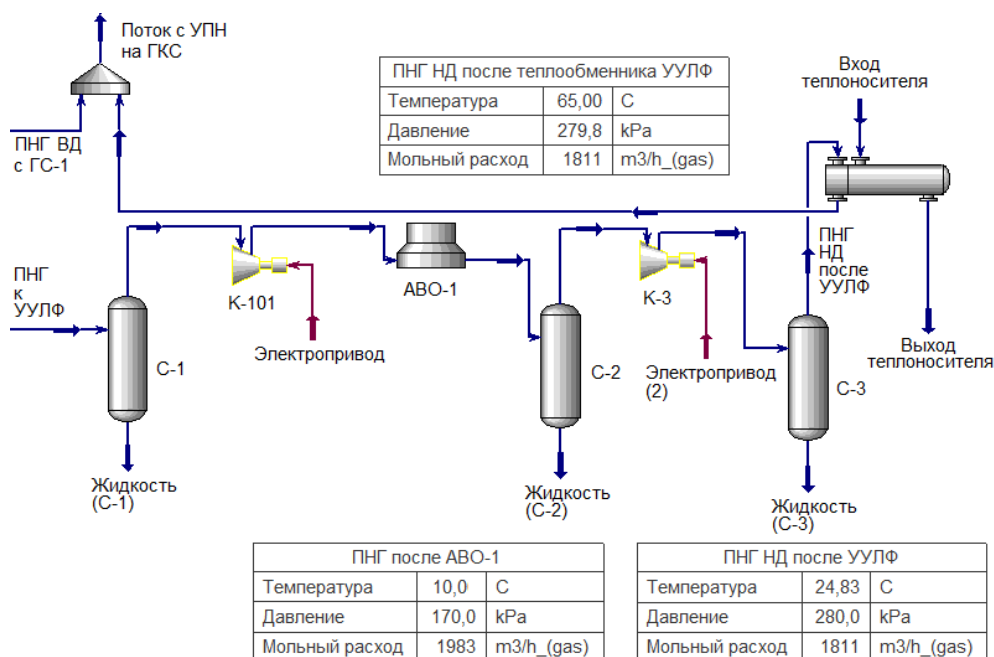 Поток с УПН
на ГКС
ПНГ ВД
с ГС-1
ПНГ НД после теплообменника УУЛФ
Температура 65,00 C
Давление 279,8 kPa
Мольный расход 1811 m3/h_(gas)
Вход
теплоносителя
ПНГ
к
УУЛФ
С-1
К-101
Электропривод
АВО-1
С-2
К-3
Электропривод
(2)
ПНГ
НД
после
УУЛФ
С-3
Выход
теплоносителя
Жидкость
(С-1)
Жидкость
(С-2)
Жидкость
(С-3)
ПНГ после АВО-1
Температура 10,0 C
Давление 170,0 kPa
Мольный расход 1983 m3/h_(gas)
ПНГ НД после УУЛФ
Температура 24,83 C
Давление 280,0 kPa
Мольный расход 1811 m3/h_(gas)